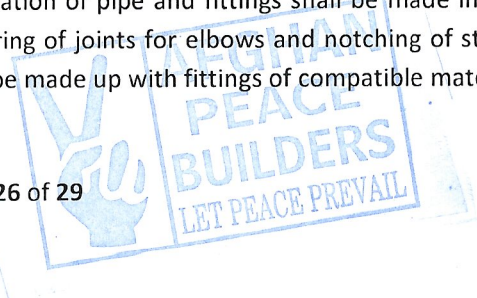 ation of pipe and fittings shall be made in
ring of joints for elbows and notching of st
be made up with fittings of compatible mate
AFGHAN
PEACE
BUILDERS
LET PEACE PREVAIL
26 of 29